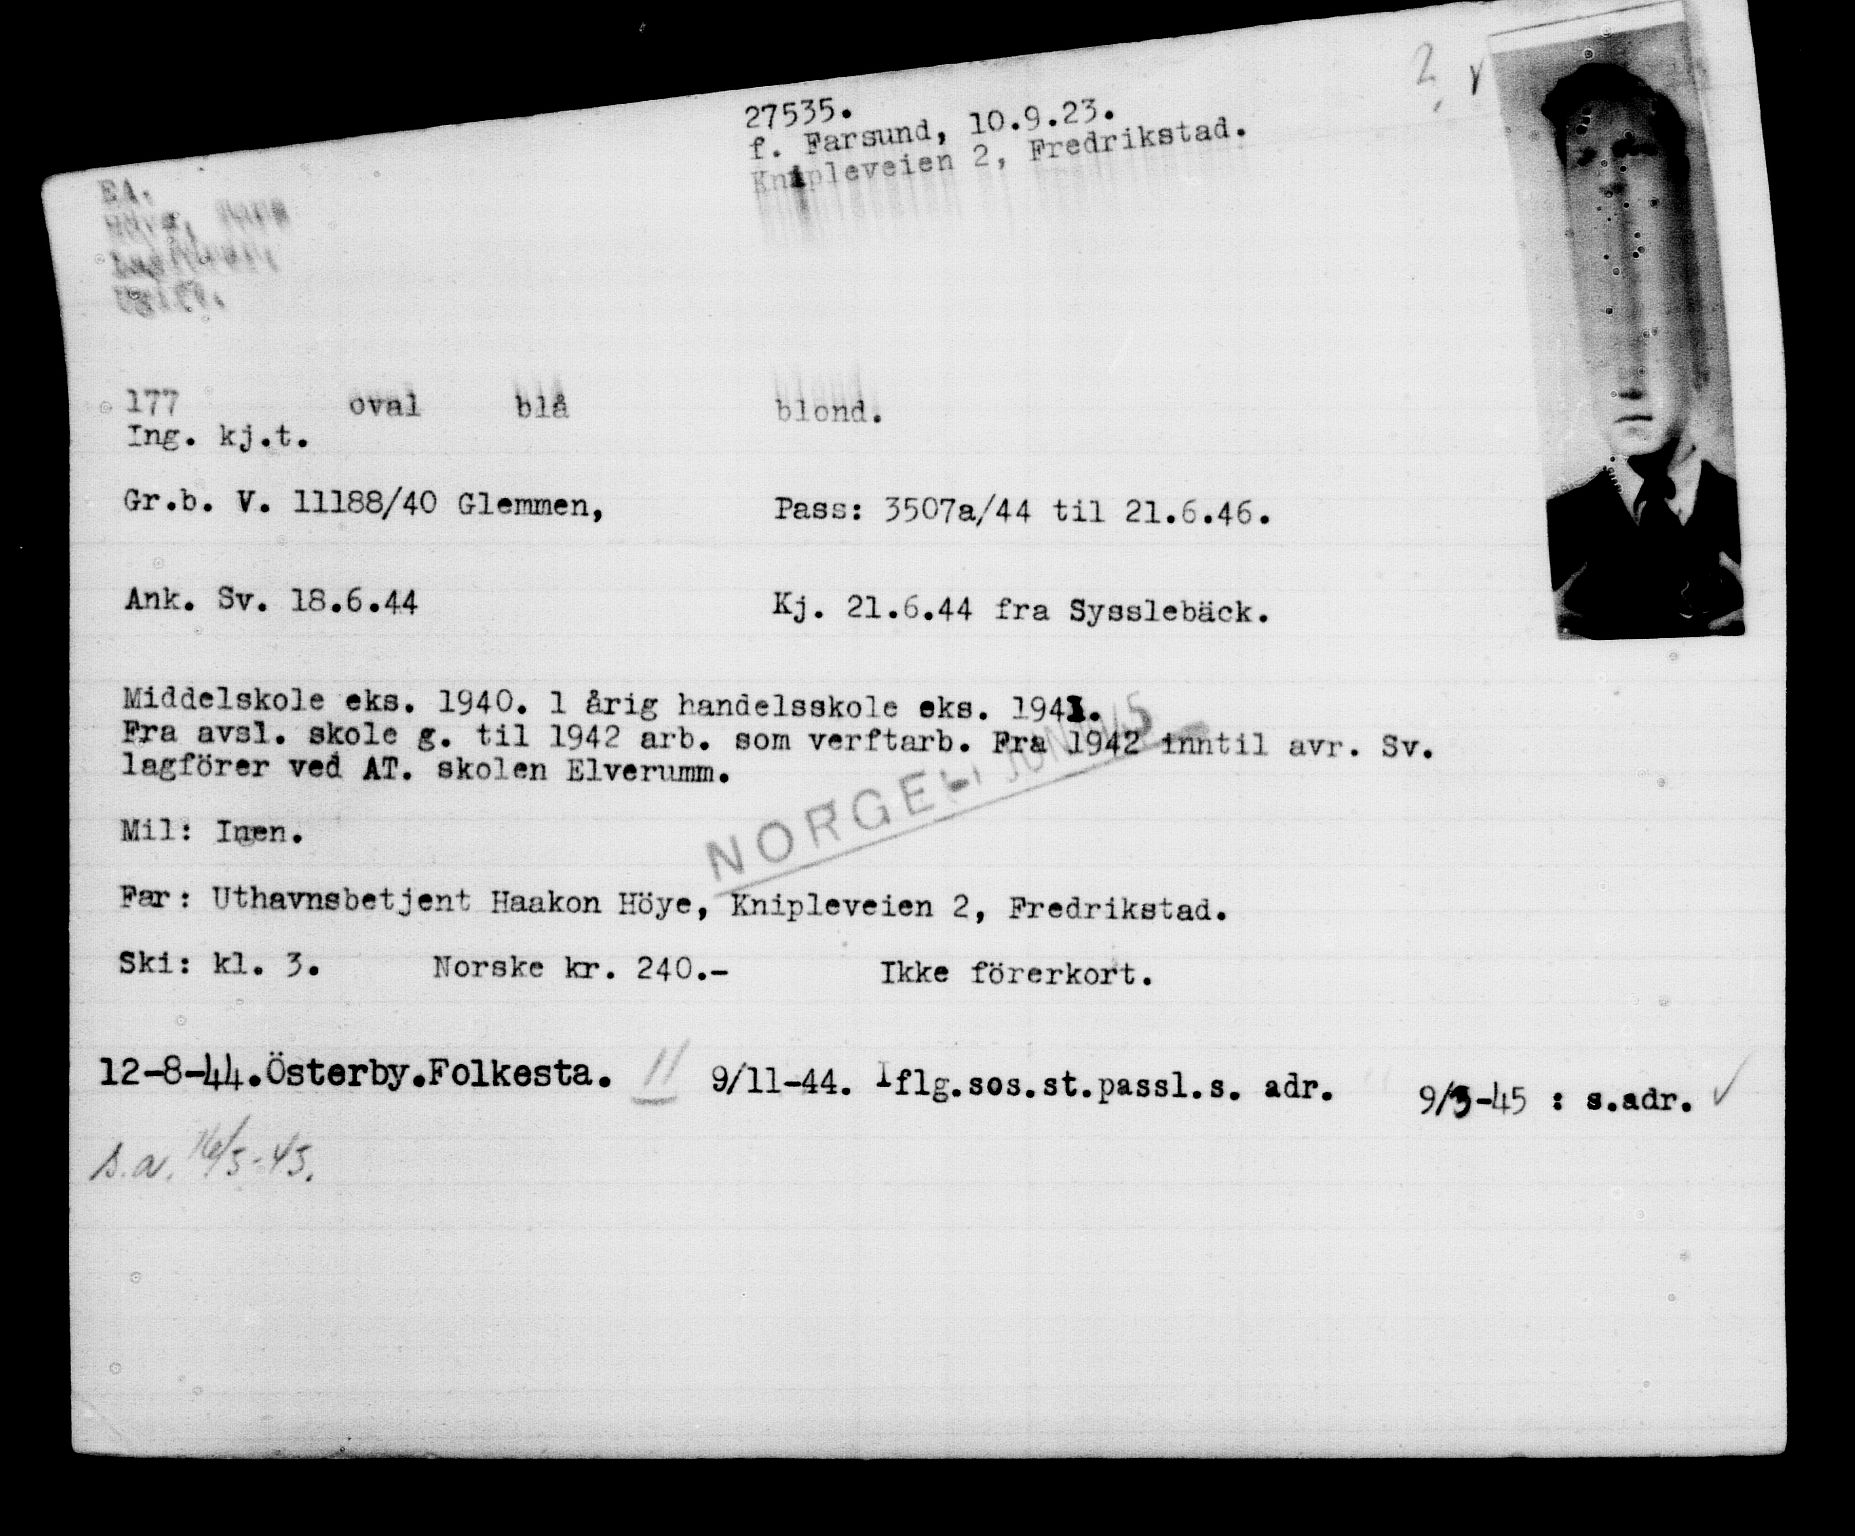 27535.
f. Farsund, 10.9.23.
Knipleveien 2, Fredrikstad.
EA.
177 oval blå blond.
Ing. kj.t.
Gr.b. V. 11188/40 Glemmen, Pass: 3507a/44 til 21.6.46.
Ank. Sv. 18.6.44 Kj. 21.6.44 fra Sysslebäck.
Middelskole eks. 1940. 1 årig handelsskole eks. 1941.
Fra avsl. skole g. til 1942 arb. som verftarb. Fra 1942 inntil avr. Sv.
lagförer ved AT. skolen Elverumm.
NORGE
Mil: Ingen.
Far: Uthavnsbetjent Haakon Höye, Knipleveien 2, Fredrikstad.
Ski: kl. 3. Norske kr. 240.- Ikke förerkort.
12-8-44.Österby.Folkesta. 11 9/11-44. Iflg.sos.st.passl.s. adr. 9/3-45 : s.adr.
s.a. 16/5-45.